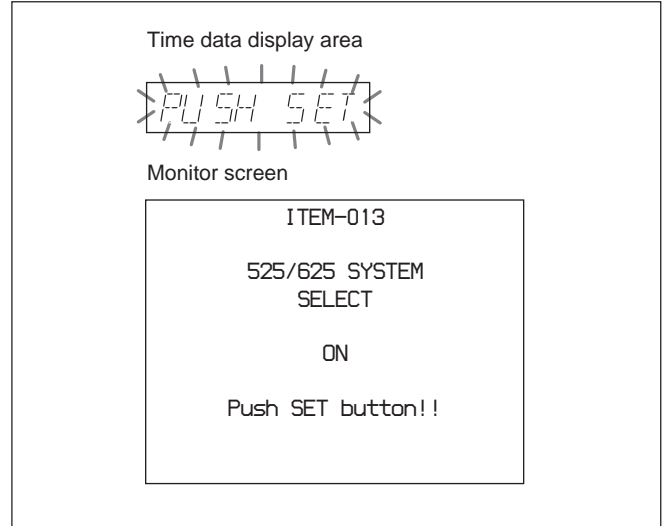 Time data display area
PUSH SET
Monitor screen
ITEM-013
525/625 SYSTEM
SELECT
ON
Push SET button!!